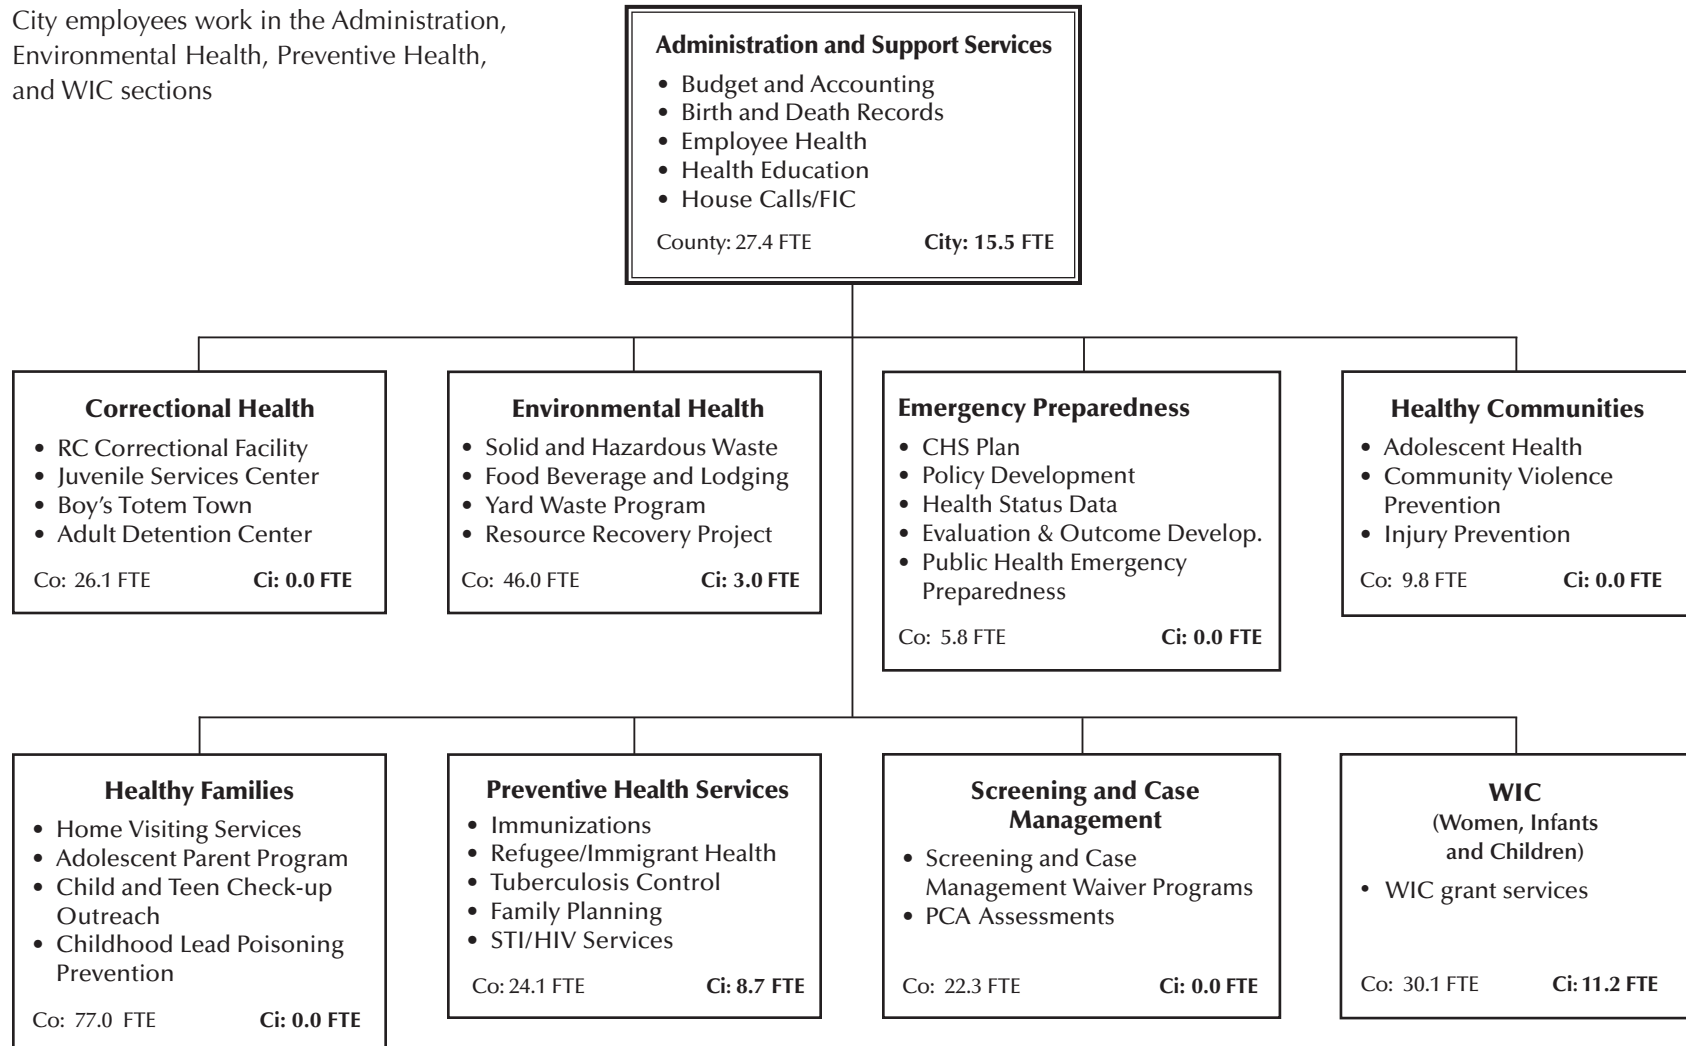 City employees work in the Administration,
Environmental Health, Preventive Health,
and WIC sections
Administration and Support Services
• Budget and Accounting
• Birth and Death Records
• Employee Health
• Health Education
• House Calls/FIC
County: 27.4 FTE City: 15.5 FTE
Correctional Health
• RC Correctional Facility
• Juvenile Services Center
• Boy's Totem Town
• Adult Detention Center
Co: 26.1 FTE Ci: 0.0 FTE
Environmental Health
• Solid and Hazardous Waste
• Food Beverage and Lodging
• Yard Waste Program
• Resource Recovery Project
Co: 46.0 FTE Ci: 3.0 FTE
Emergency Preparedness
• CHS Plan
• Policy Development
• Health Status Data
• Evaluation & Outcome Develop.
• Public Health Emergency
Preparedness
Co: 5.8 FTE Ci: 0.0 FTE
Healthy Communities
• Adolescent Health
• Community Violence
Prevention
• Injury Prevention
Co: 9.8 FTE Ci: 0.0 FTE
Healthy Families
• Home Visiting Services
• Adolescent Parent Program
• Child and Teen Check-up
Outreach
• Childhood Lead Poisoning
Prevention
Co: 77.0 FTE Ci: 0.0 FTE
Preventive Health Services
• Immunizations
• Refugee/Immigrant Health
• Tuberculosis Control
• Family Planning
• STI/HIV Services
Co: 24.1 FTE Ci: 8.7 FTE
Screening and Case
Management
• Screening and Case
Management Waiver Programs
• PCA Assessments
Co: 22.3 FTE Ci: 0.0 FTE
WIC
(Women, Infants
and Children)
• WIC grant services
Co: 30.1 FTE Ci: 11.2 FTE